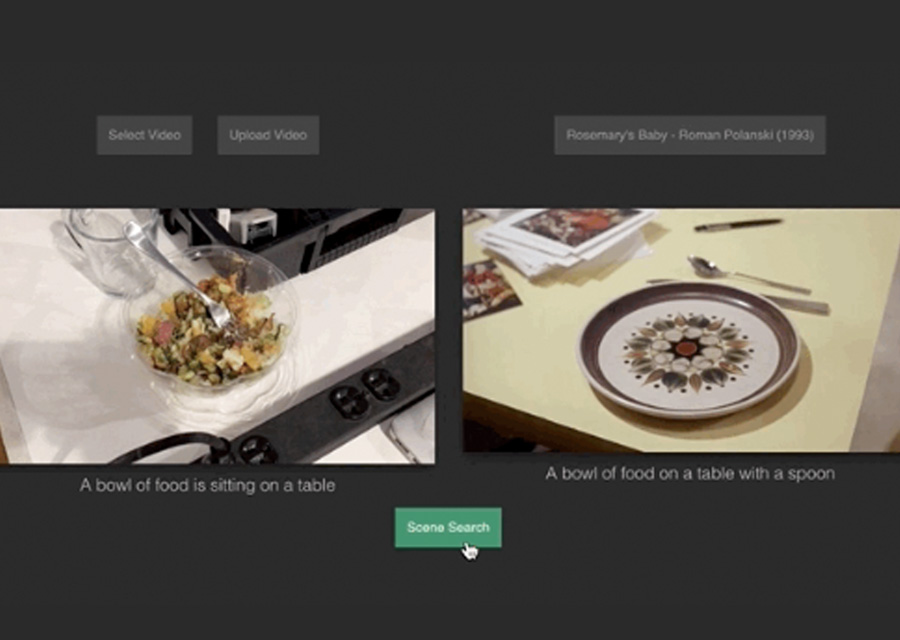 Select Video
Upload Video
Rosemary's Baby - Roman Polanski (1993)
A bowl of food is sitting on a table
A bowl of food on a table with a spoon
Scene Search